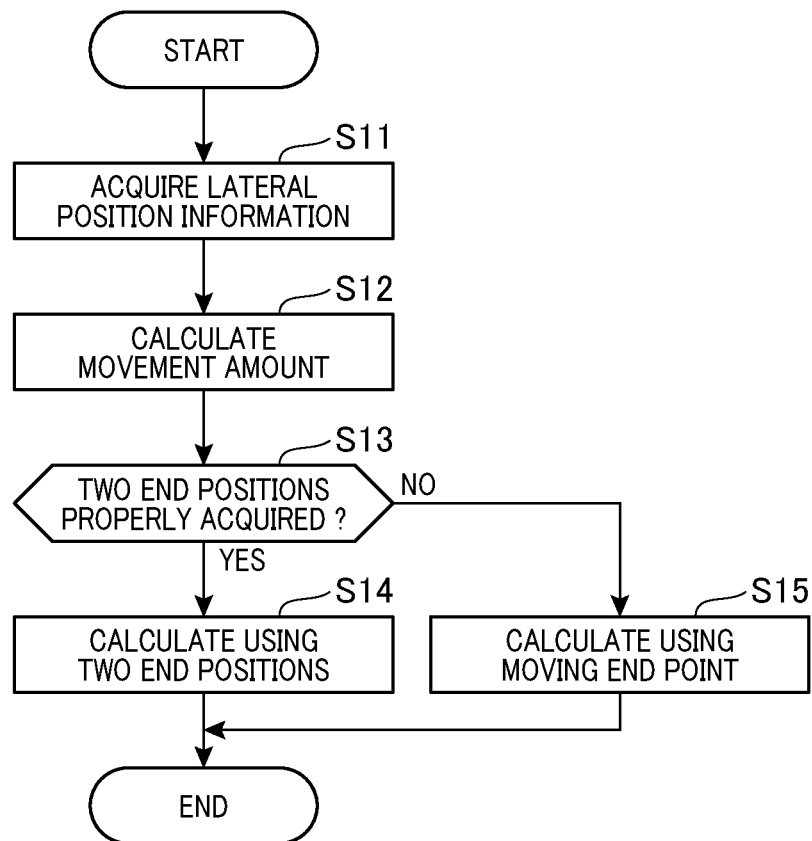 START
S11
ACQUIRE LATERAL
POSITION INFORMATION
S12
CALCULATE
MOVEMENT AMOUNT
S13
TWO END POSITIONS
PROPERLY ACQUIRED ?
NO
YES
S14
CALCULATE USING
TWO END POSITIONS
S15
CALCULATE USING
MOVING END POINT
END